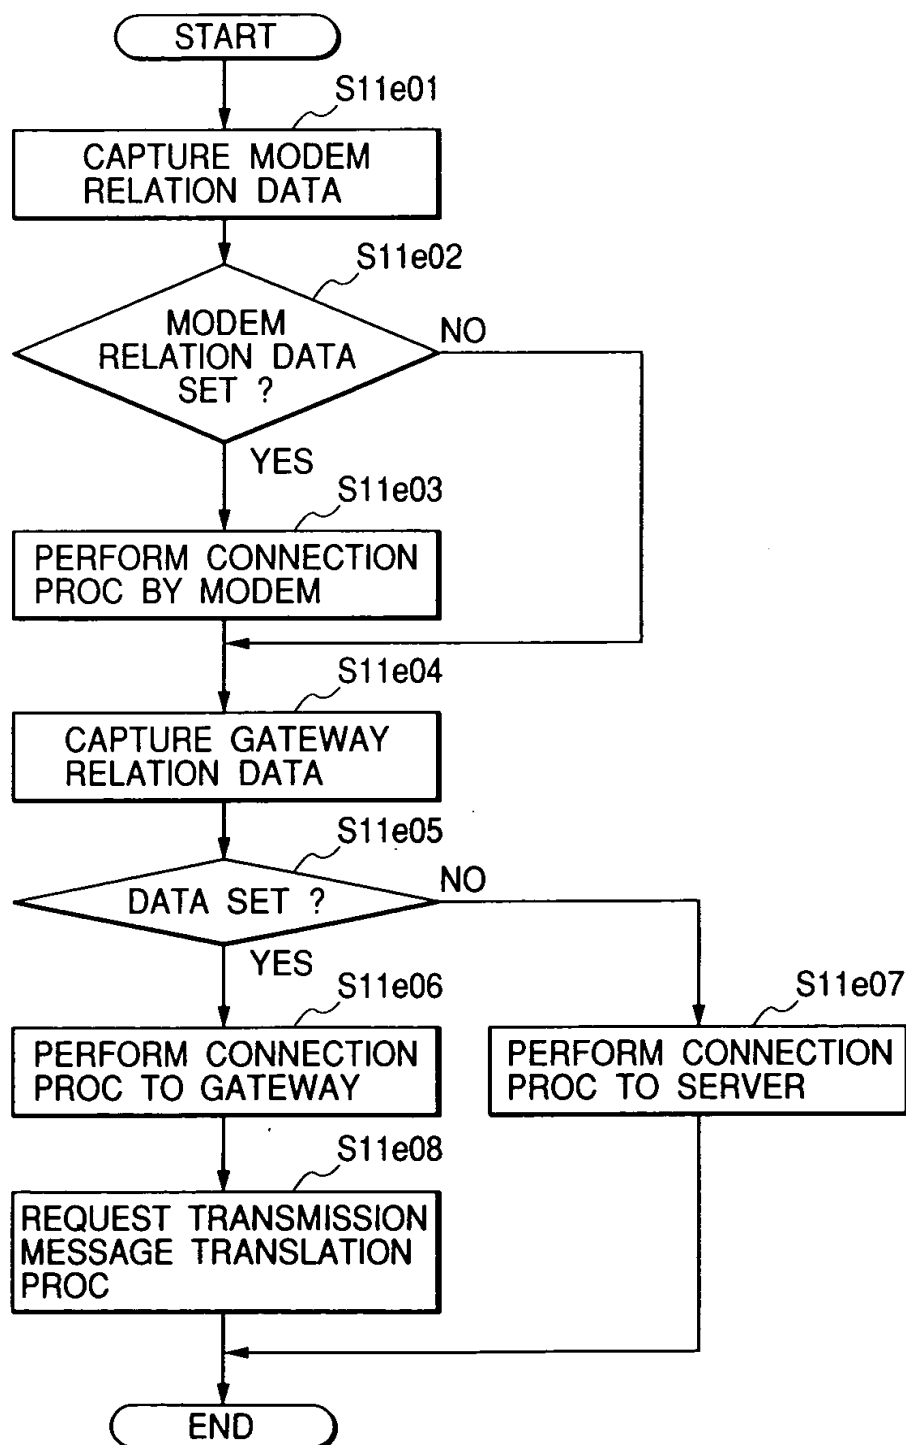 START
S11e01
CAPTURE MODEM
RELATION DATA
S11e02
MODEM
RELATION DATA
SET ?
NO
YES
S11e03
PERFORM CONNECTION
PROC BY MODEM
S11e04
CAPTURE GATEWAY
RELATION DATA
S11e05
DATA SET ?
NO
YES
S11e06
PERFORM CONNECTION
PROC TO GATEWAY
S11e07
PERFORM CONNECTION
PROC TO SERVER
S11e08
REQUEST TRANSMISSION
MESSAGE TRANSLATION
PROC
END